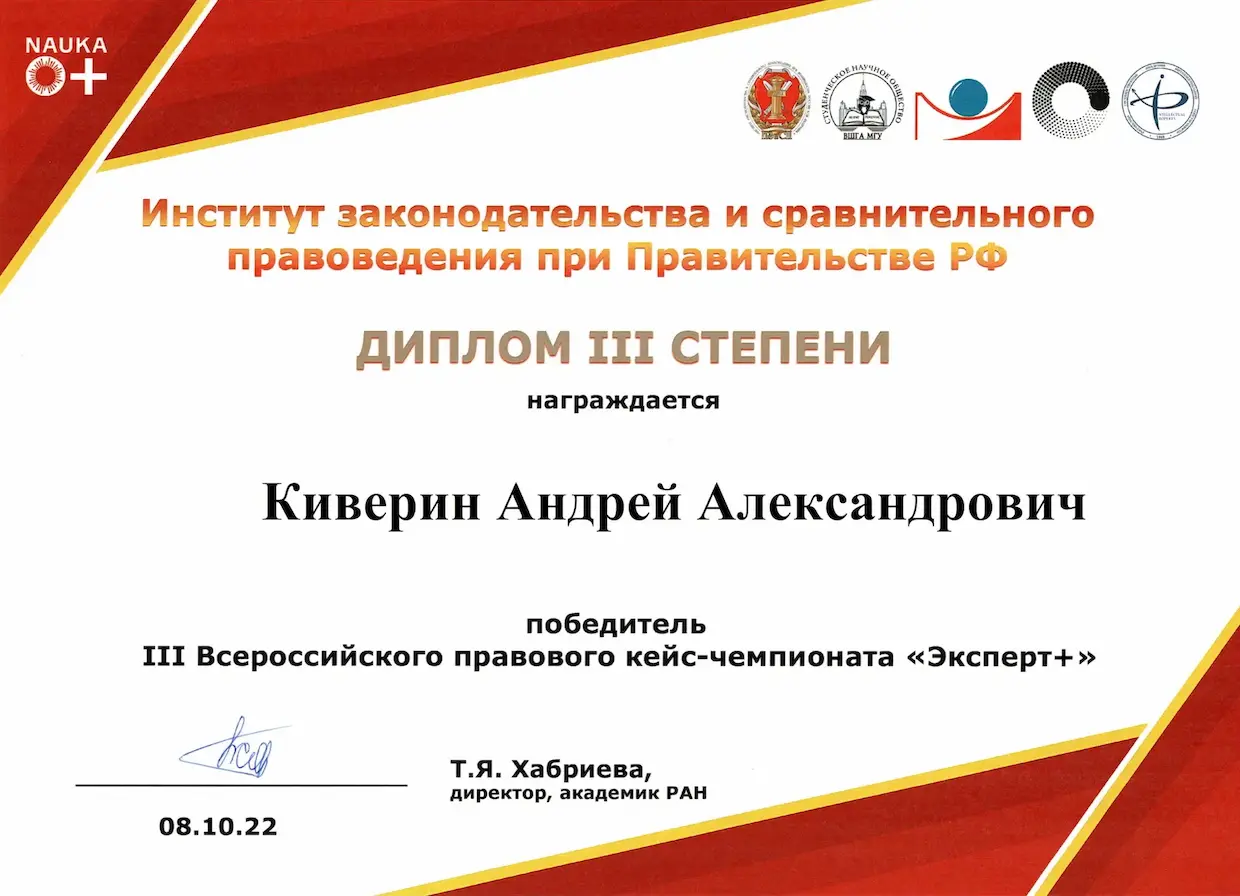 NAUKA
0+
СТУДЕНЧЕСКОЕ НАУЧНОЕ ОБЩЕСТВО
ВШГА МГУ
Институт законодательства и сравнительного
правоведения при Правительстве РФ
ДИПЛОМ III СТЕПЕНИ
награждается
Киверин Андрей Александрович
победитель
III Всероссийского правового кейс-чемпионата «Эксперт+»
Т.Я. Хабриева,
директор, академик РАН
08.10.22